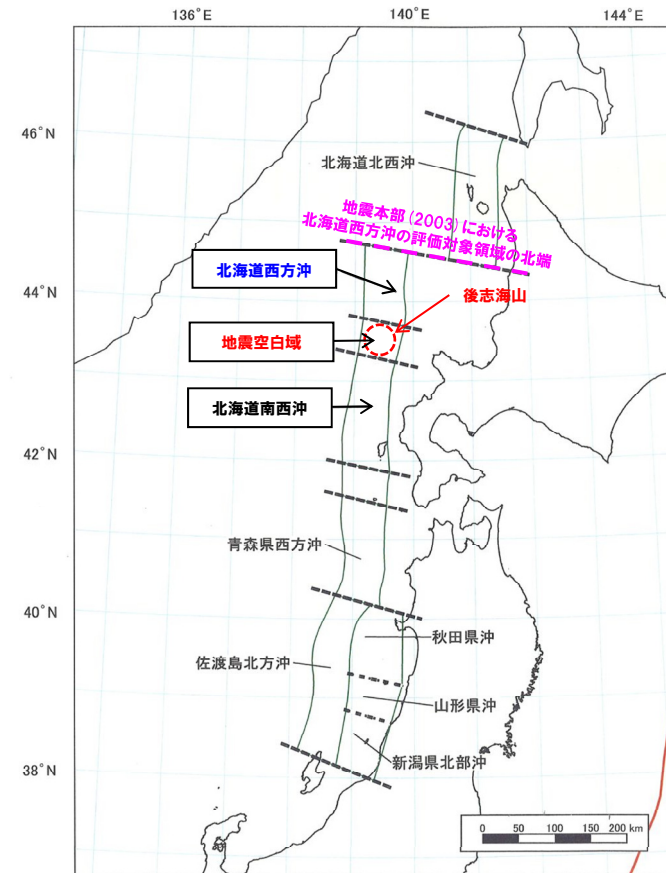 136°E
140°E
144°E
46°N
北海道北西沖
地震本部(2003)における
北海道西方沖の評価対象領域の北端
北海道西方沖
44°N
後志海山
地震空白域
北海道南西沖
42°N
青森県西方沖
40°N
秋田県沖
佐渡島北方沖
山形県沖
新潟県北部沖
38°N
0 50 100 150 200 km